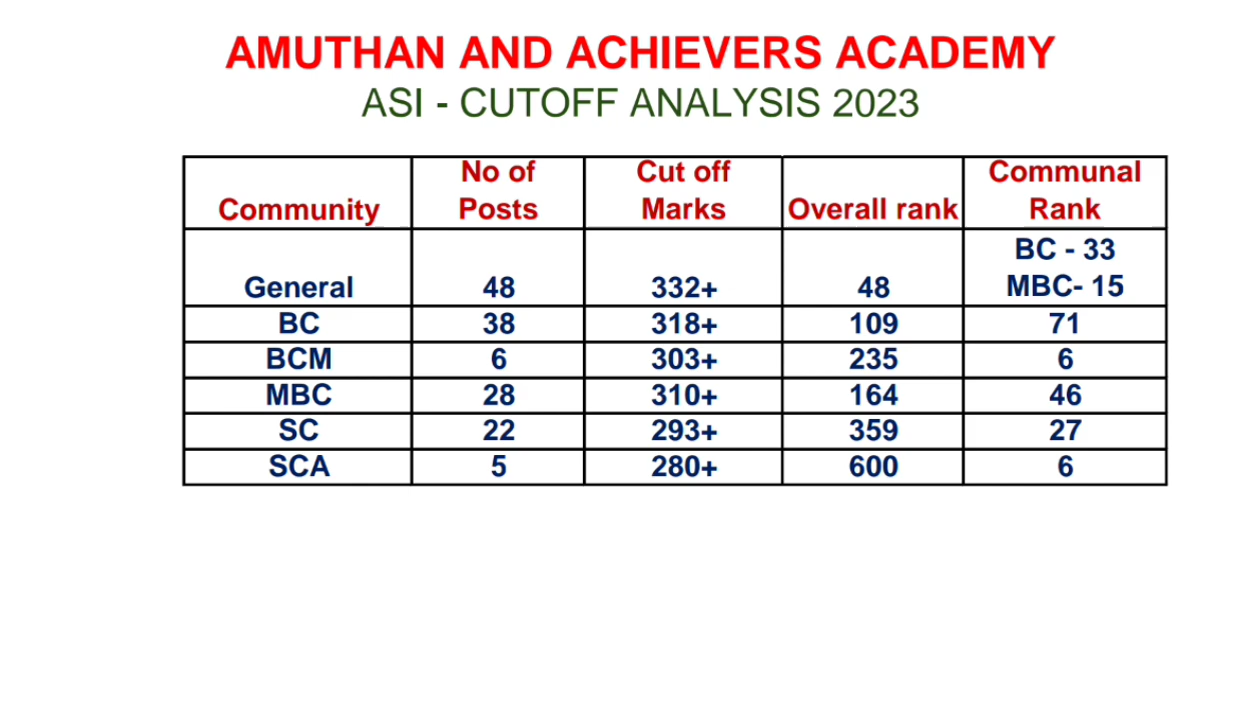 AMUTHAN AND ACHIEVERS ACADEMY
ASI - CUTOFF ANALYSIS 2023
Community No of Posts Cut off Marks Overall rank Communal Rank
General 48 332+ 48 BC - 33 MBC- 15
BC 38 318+ 109 71
BCM 6 303+ 235 6
MBC 28 310+ 164 46
SC 22 293+ 359 27
SCA 5 280+ 600 6